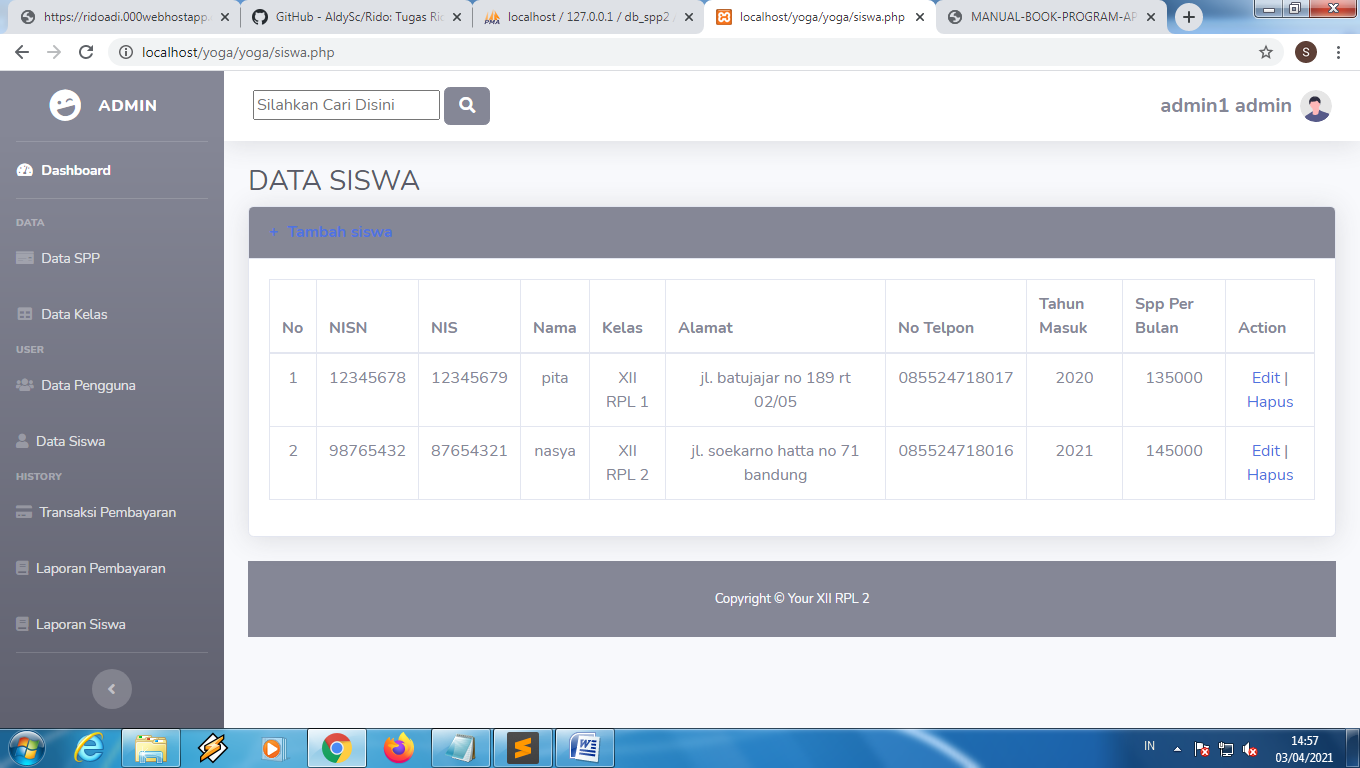 https://ridoadi.000webhostapp.
GitHub - AldySc/Rido: Tugas Ri
localhost / 127.0.0.1 / db_spp2
localhost/yoga/yoga/siswa.php
MANUAL-BOOK-PROGRAM-AP
localhost/yoga/yoga/siswa.php
S
ADMIN
Silahkan Cari Disini
admin1 admin
Dashboard
DATA
Data SPP
Data Kelas
USER
Data Pengguna
Data Siswa
HISTORY
Transaksi Pembayaran
Laporan Pembayaran
Laporan Siswa
DATA SISWA
+ Tambah siswa
No NISN NIS Nama Kelas Alamat No Telpon Tahun Masuk Spp Per Bulan Action
1 12345678 12345679 pita XII RPL 1 jl. batujajar no 189 rt 02/05 085524718017 2020 135000 Edit | Hapus
2 98765432 87654321 nasya XII RPL 2 jl. soekarno hatta no 71 bandung 085524718016 2021 145000 Edit | Hapus
Copyright © Your XII RPL 2
IN
14:57
03/04/2021